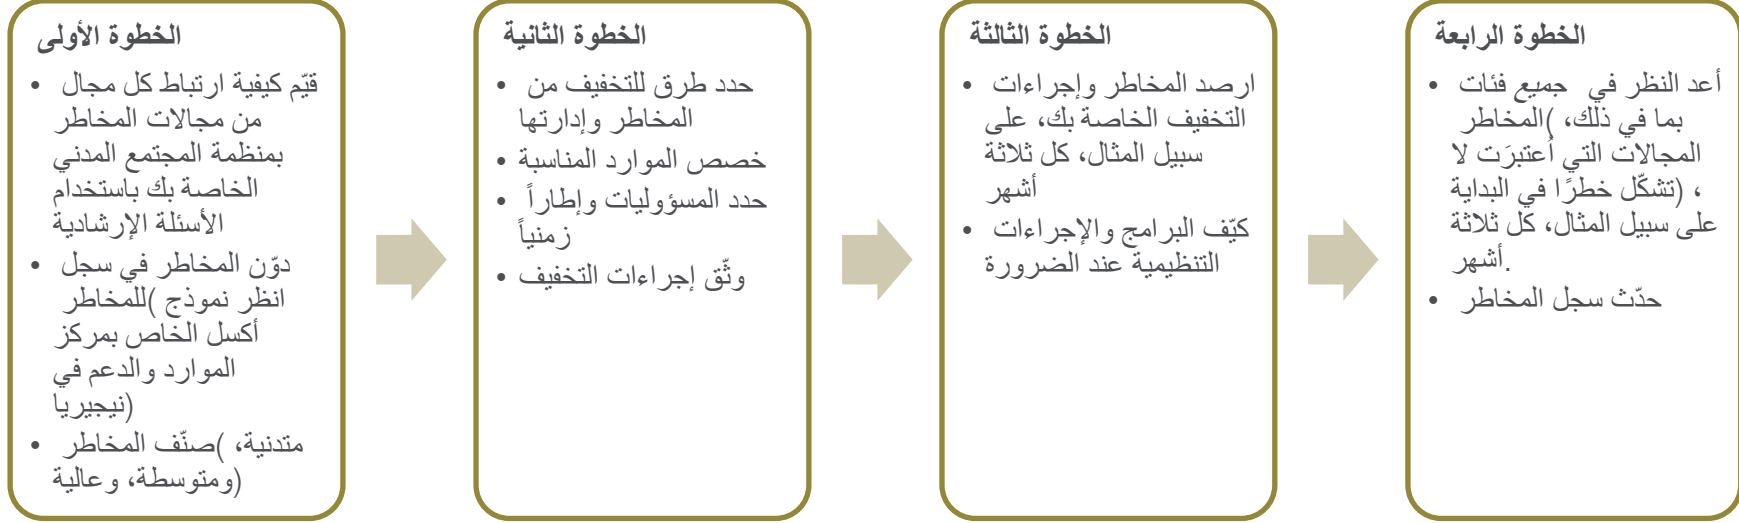 الخطوة الأولى
• قيّم كيفية ارتباط كل مجال
من مجالات المخاطر
بمنظمة المجتمع المدني
الخاصة بك باستخدام
الأسئلة الإرشادية
• دوّن المخاطر في سجل
للمخاطر (انظر نموذج
أكسل الخاص بمركز
الموارد والدعم في
نيجيريا)
• صنّف المخاطر (متدنية،
ومتوسطة، وعالية)
الخطوة الثانية
• حدد طرق للتخفيف من
المخاطر وإدارتها
• خصص الموارد المناسبة
• حدد المسؤوليات وإطاراً
زمنياً
• وثّق إجراءات التخفيف
الخطوة الثالثة
• ارصد المخاطر وإجراءات
التخفيف الخاصة بك، على
سبيل المثال، كل ثلاثة
أشهر
• كيّف البرامج والإجراءات
التنظيمية عند الضرورة
الخطوة الرابعة
• أعد النظر في جميع فئات
المخاطر (بما في ذلك،
المجالات التي أُعتبرَت لا
تشكّل خطرًا في البداية)،
على سبيل المثال، كل ثلاثة
أشهر.
• حدّث سجل المخاطر